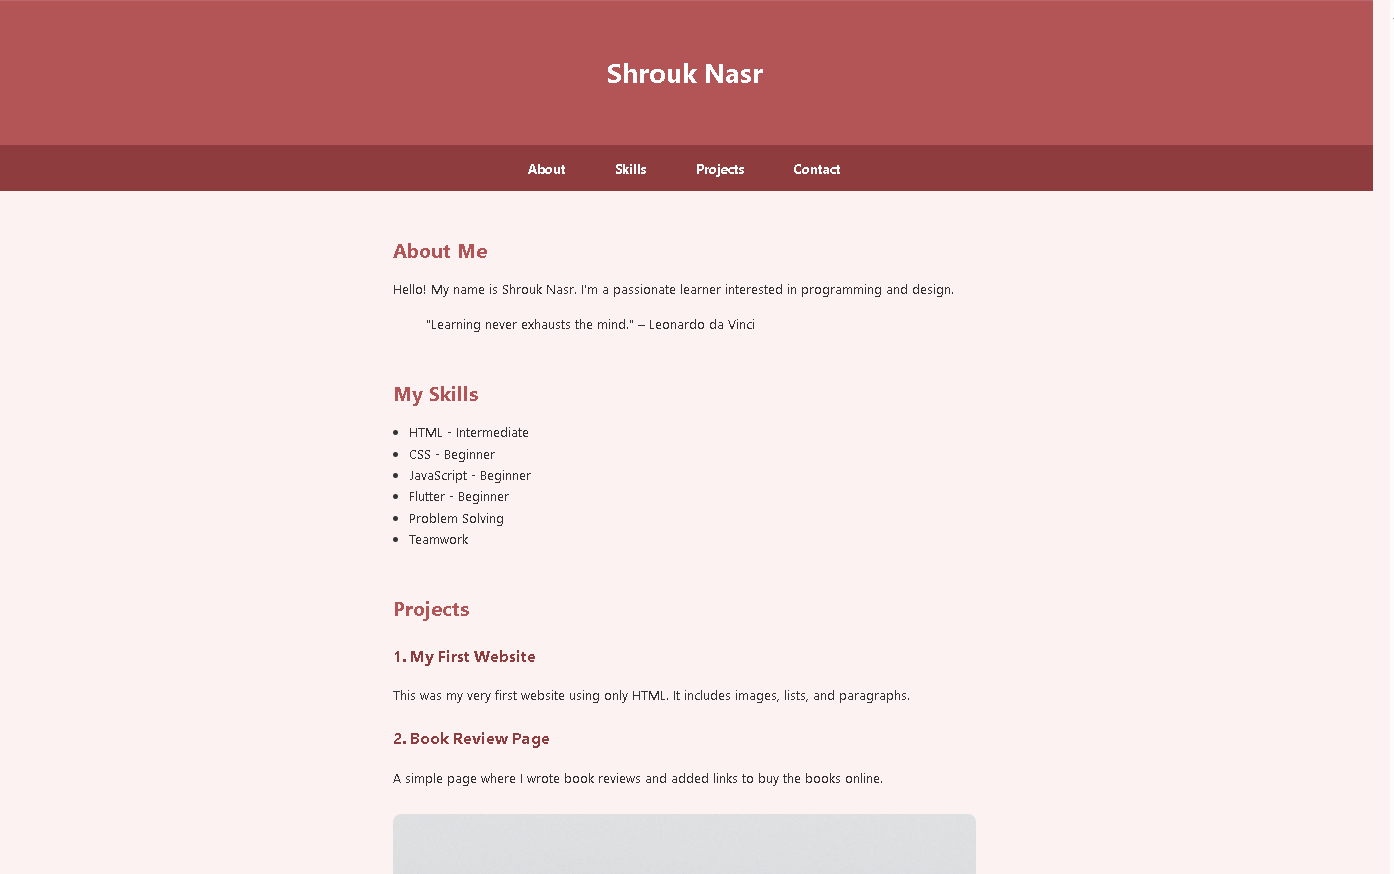 Shrouk Nasr
About Skills Projects Contact
About Me
Hello! My name is Shrouk Nasr. I'm a passionate learner interested in programming and design.
"Learning never exhausts the mind." – Leonardo da Vinci
My Skills
• HTML - Intermediate
• CSS - Beginner
• JavaScript - Beginner
• Flutter - Beginner
• Problem Solving
• Teamwork
Projects
1. My First Website
This was my very first website using only HTML. It includes images, lists, and paragraphs.
2. Book Review Page
A simple page where I wrote book reviews and added links to buy the books online.